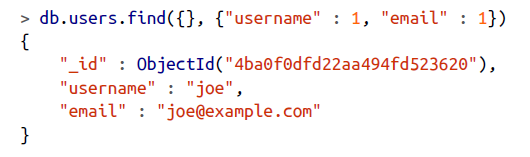 > db.users.find({}, {"username" : 1, "email" : 1})
{
    "_id" : ObjectId("4ba0f0dfd22aa494fd523620"),
    "username" : "joe",
    "email" : "joe@example.com"
}